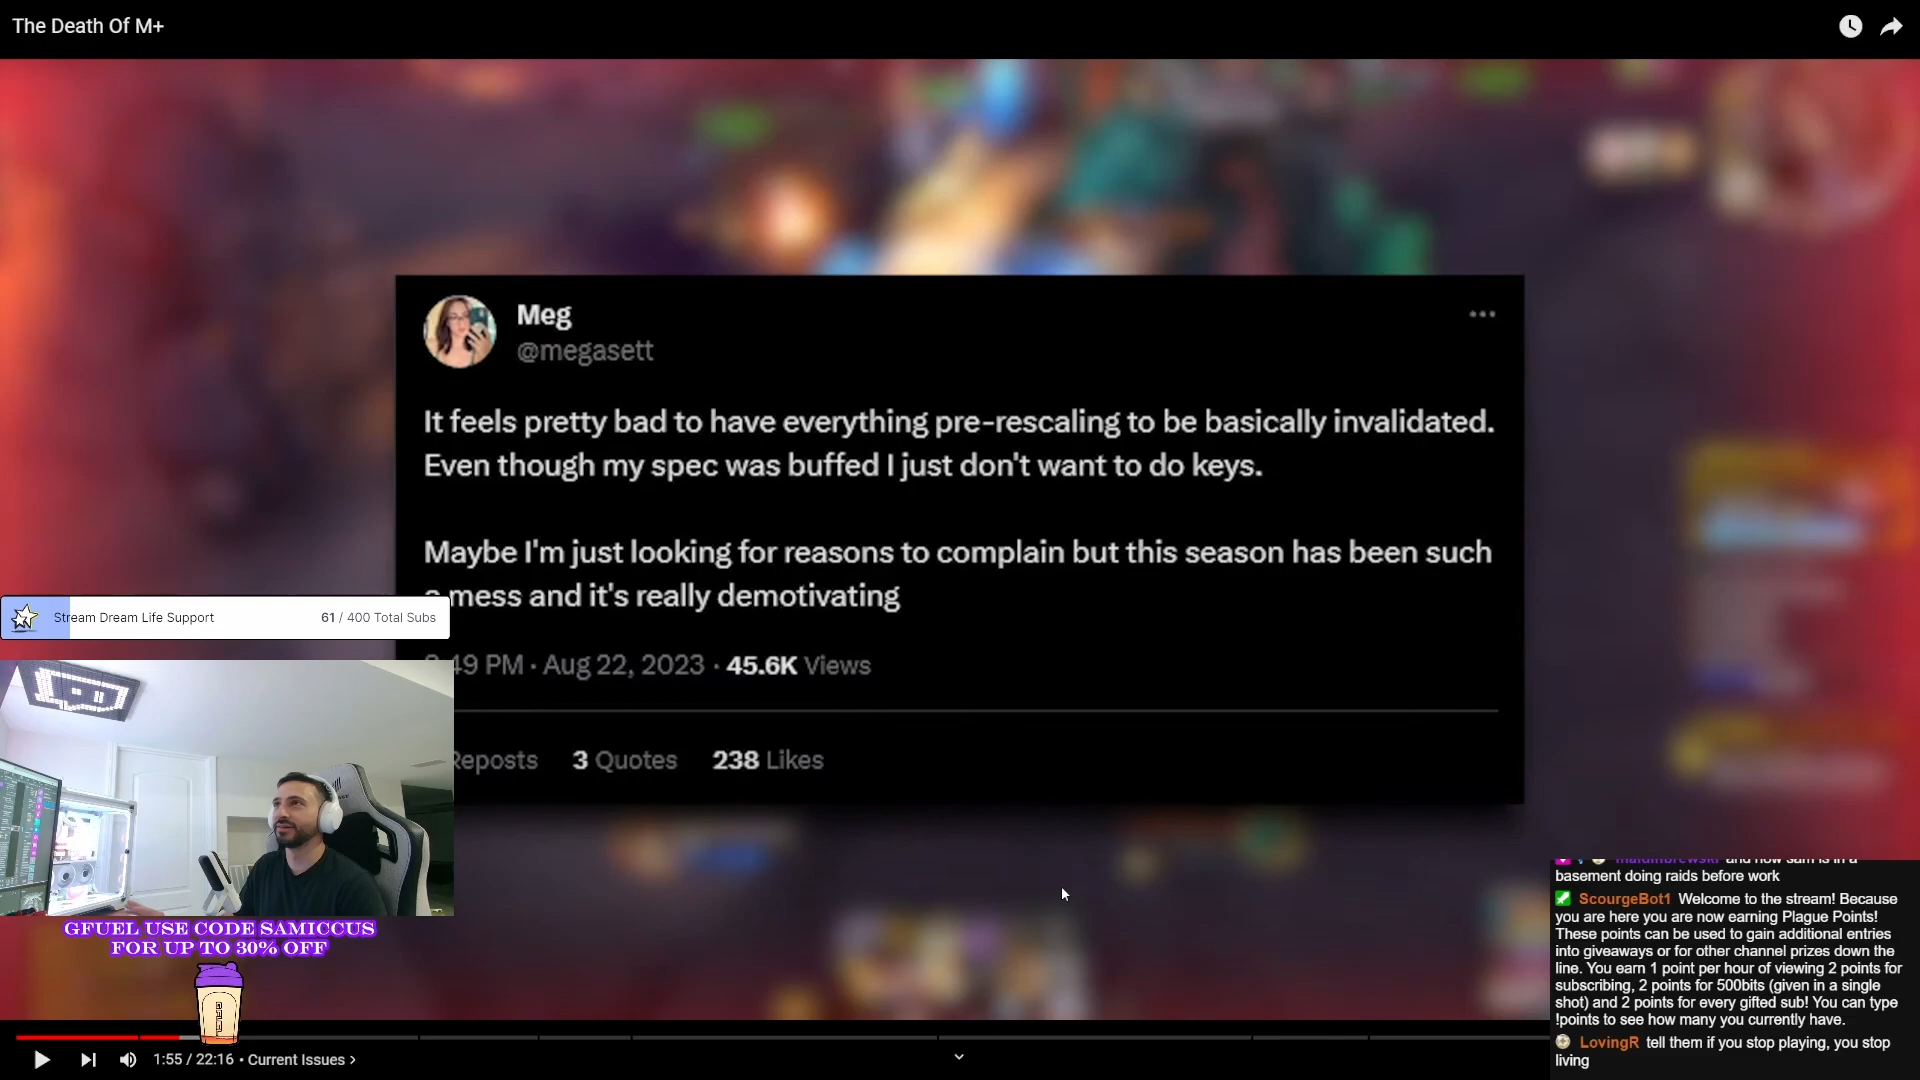 The Death Of M+
Meg
@megasett
It feels pretty bad to have everything pre-rescaling to be basically invalidated.
Even though my spec was buffed I just don't want to do keys.
Maybe I'm just looking for reasons to complain but this season has been such
mess and it's really demotivating
:49 PM · Aug 22, 2023 · 45.6K Views
Reposts 3 Quotes 238 Likes
Stream Dream Life Support 61 / 400 Total Subs
GFUEL USE CODE SAMICCUS
FOR UP TO 30% OFF
1:55 / 22:16 • Current Issues >
and now sam is in a
basement doing raids before work
ScourgeBot1 Welcome to the stream! Because
you are here you are now earning Plague Points!
These points can be used to gain additional entries
into giveaways or for other channel prizes down the
line. You earn 1 point per hour of viewing 2 points for
subscribing, 2 points for 500bits (given in a single
shot) and 2 points for every gifted sub! You can type
!points to see how many you currently have.
LovingR tell them if you stop playing, you stop
living